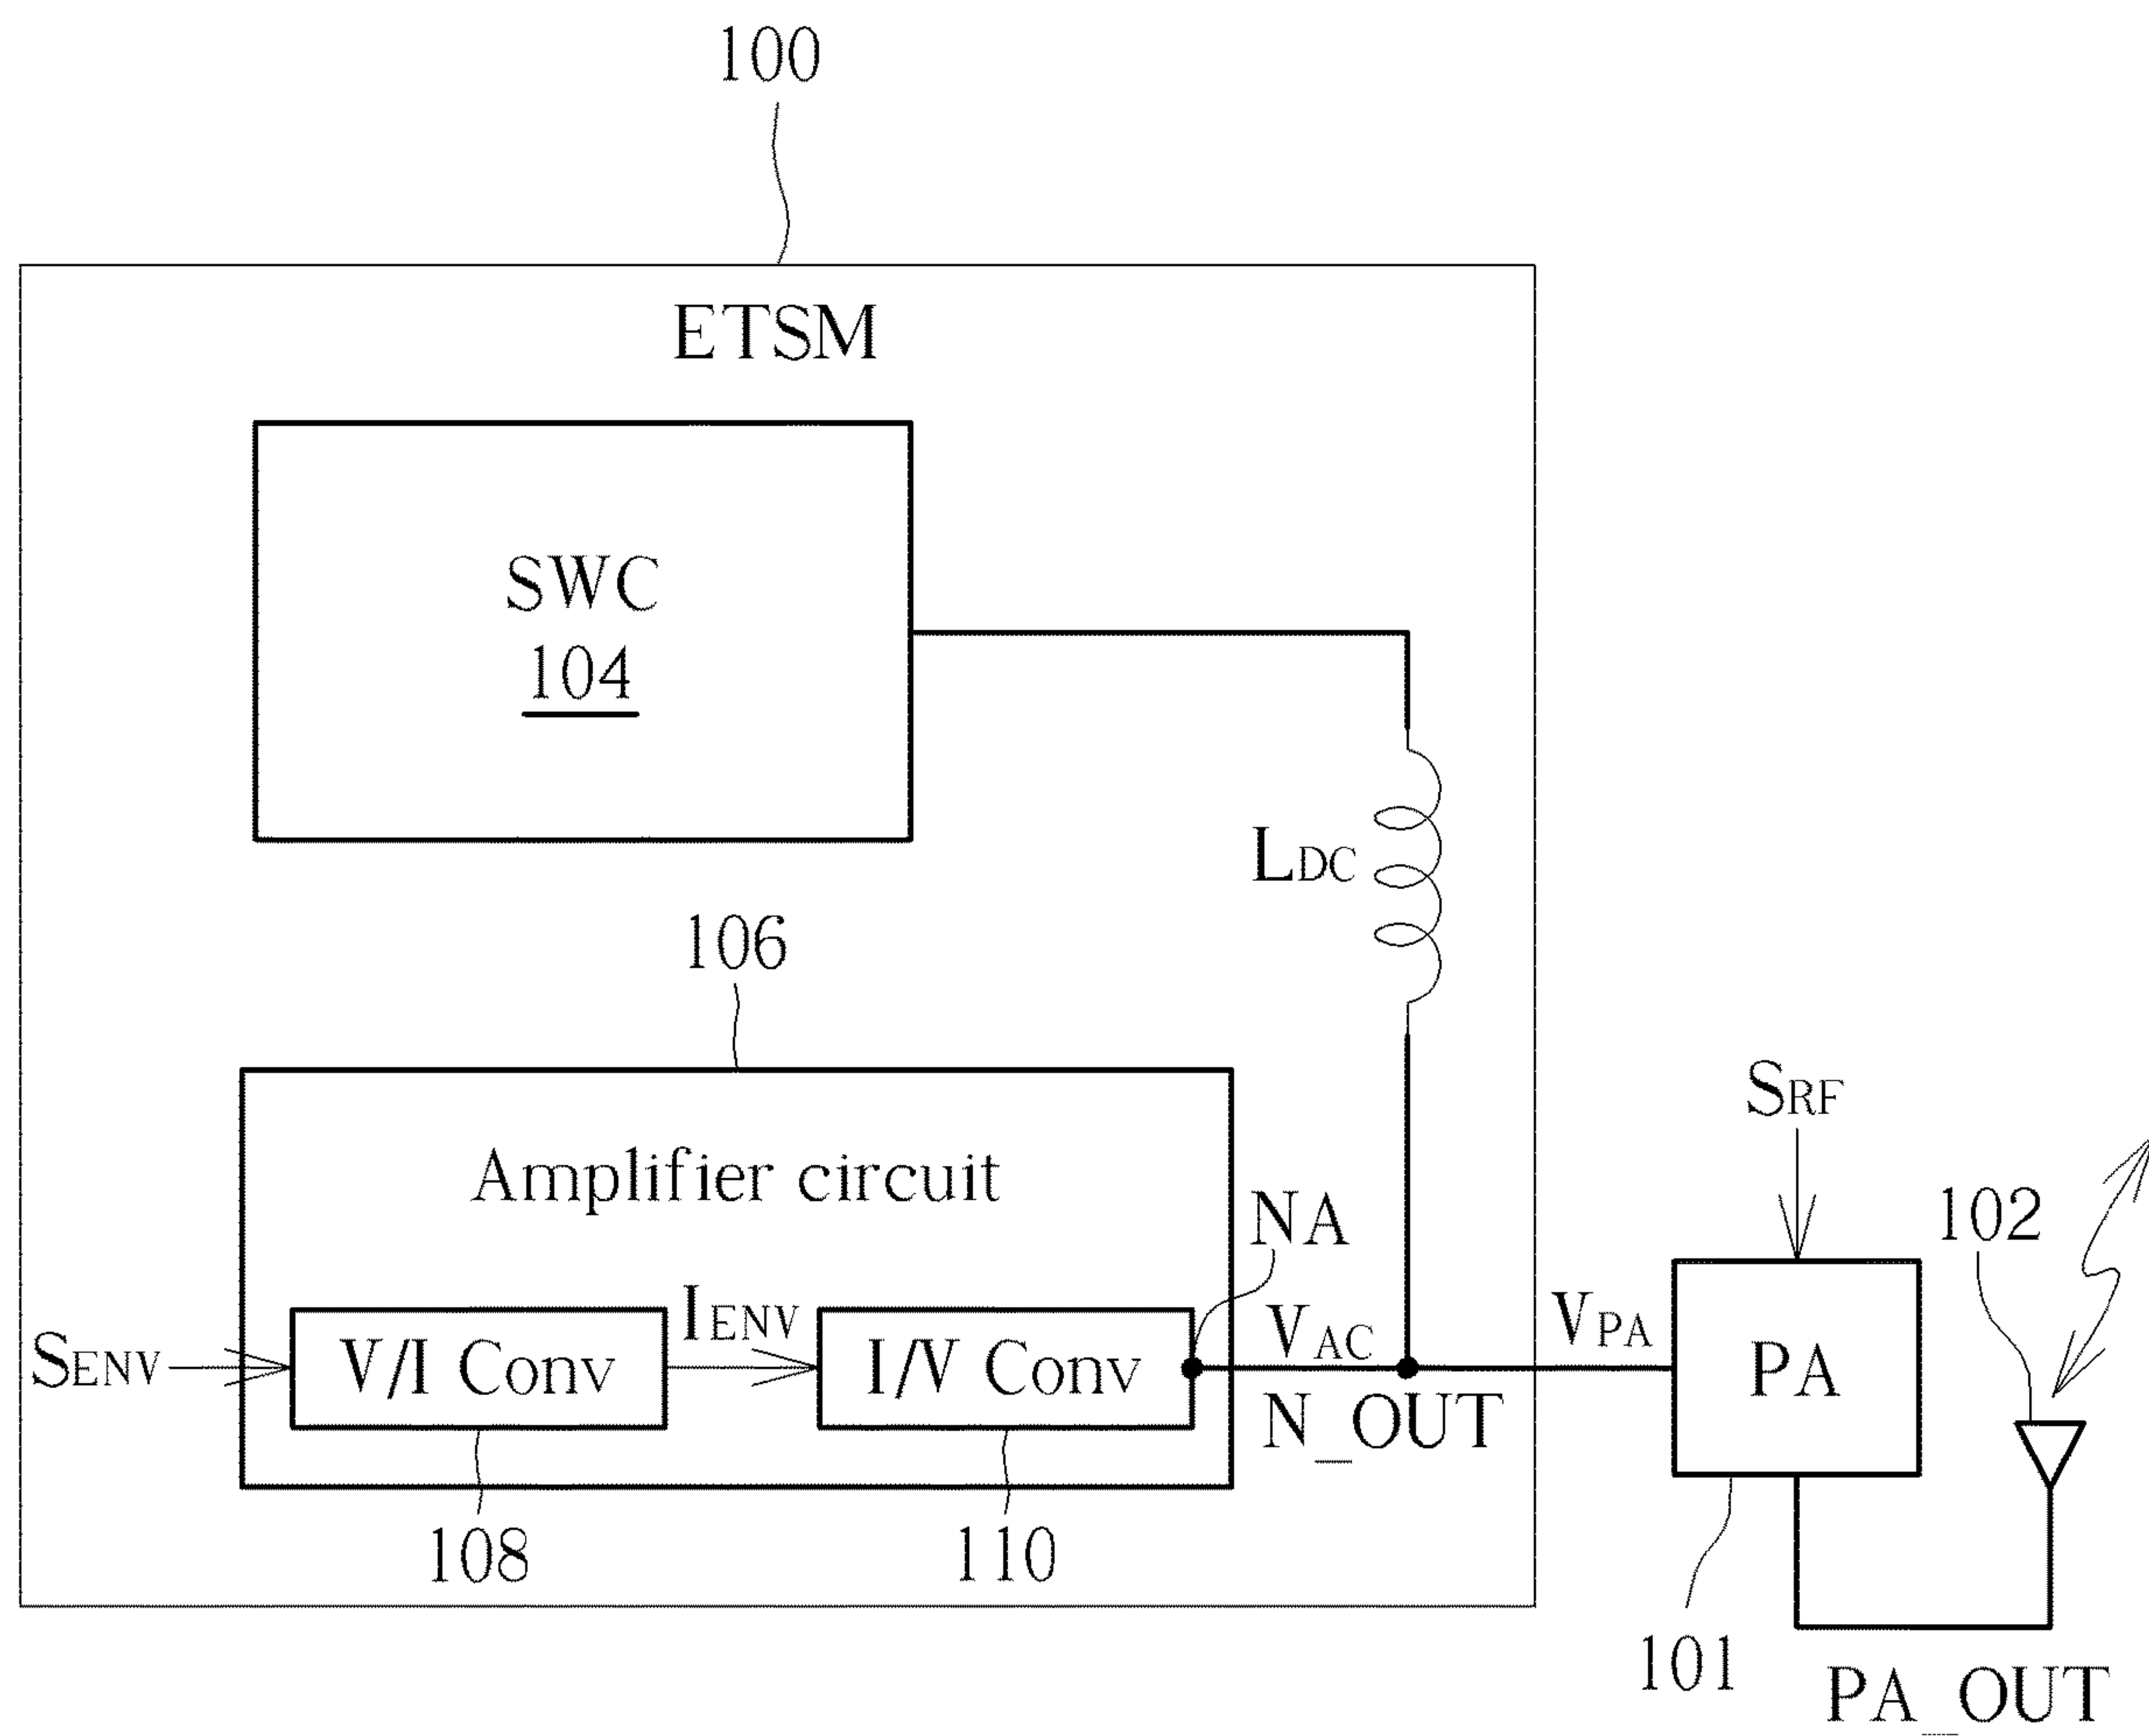 100
ETSM
SWC
104
LDC
106
Amplifier circuit
NA
SENV
V/I Conv
IENV
I/V Conv
VAC
N_OUT
VPA
SRF
PA
102
108
110
101
PA_OUT